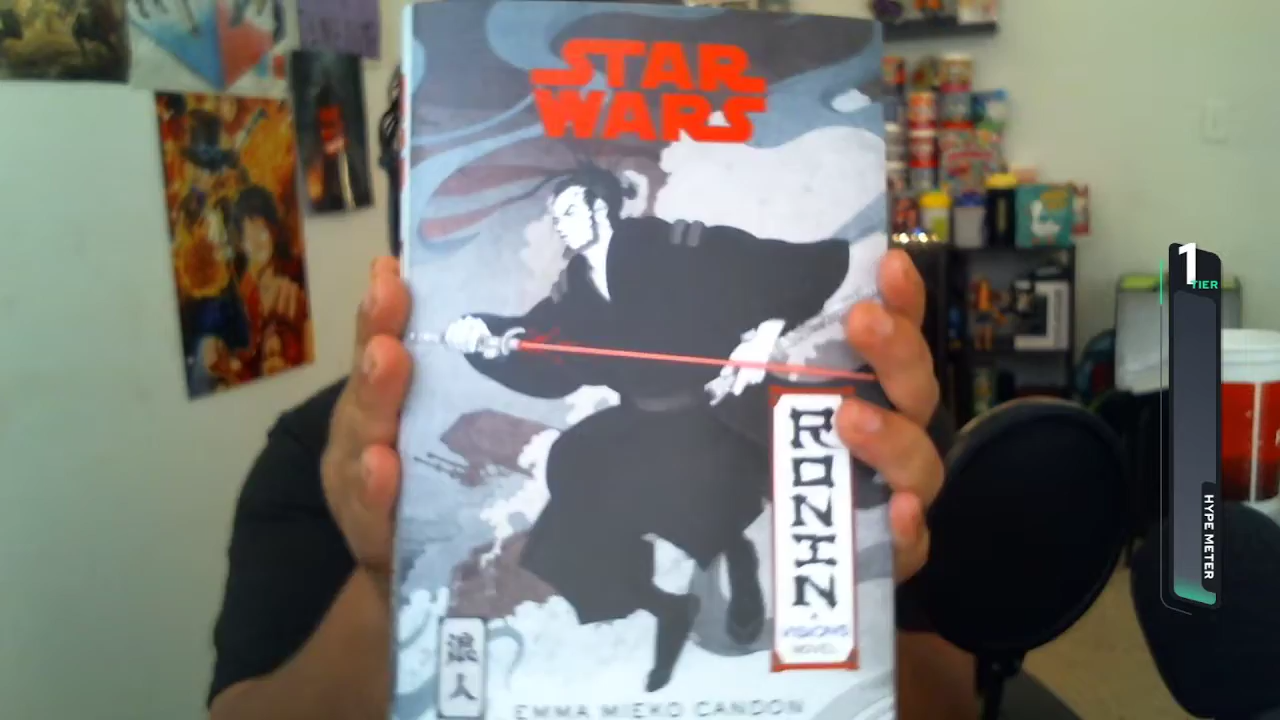 STAR
WARS
RONIN
A
VISIONS
NOVEL
浪人
EMMA MIEKO CANDON
1
TIER
HYPE METER